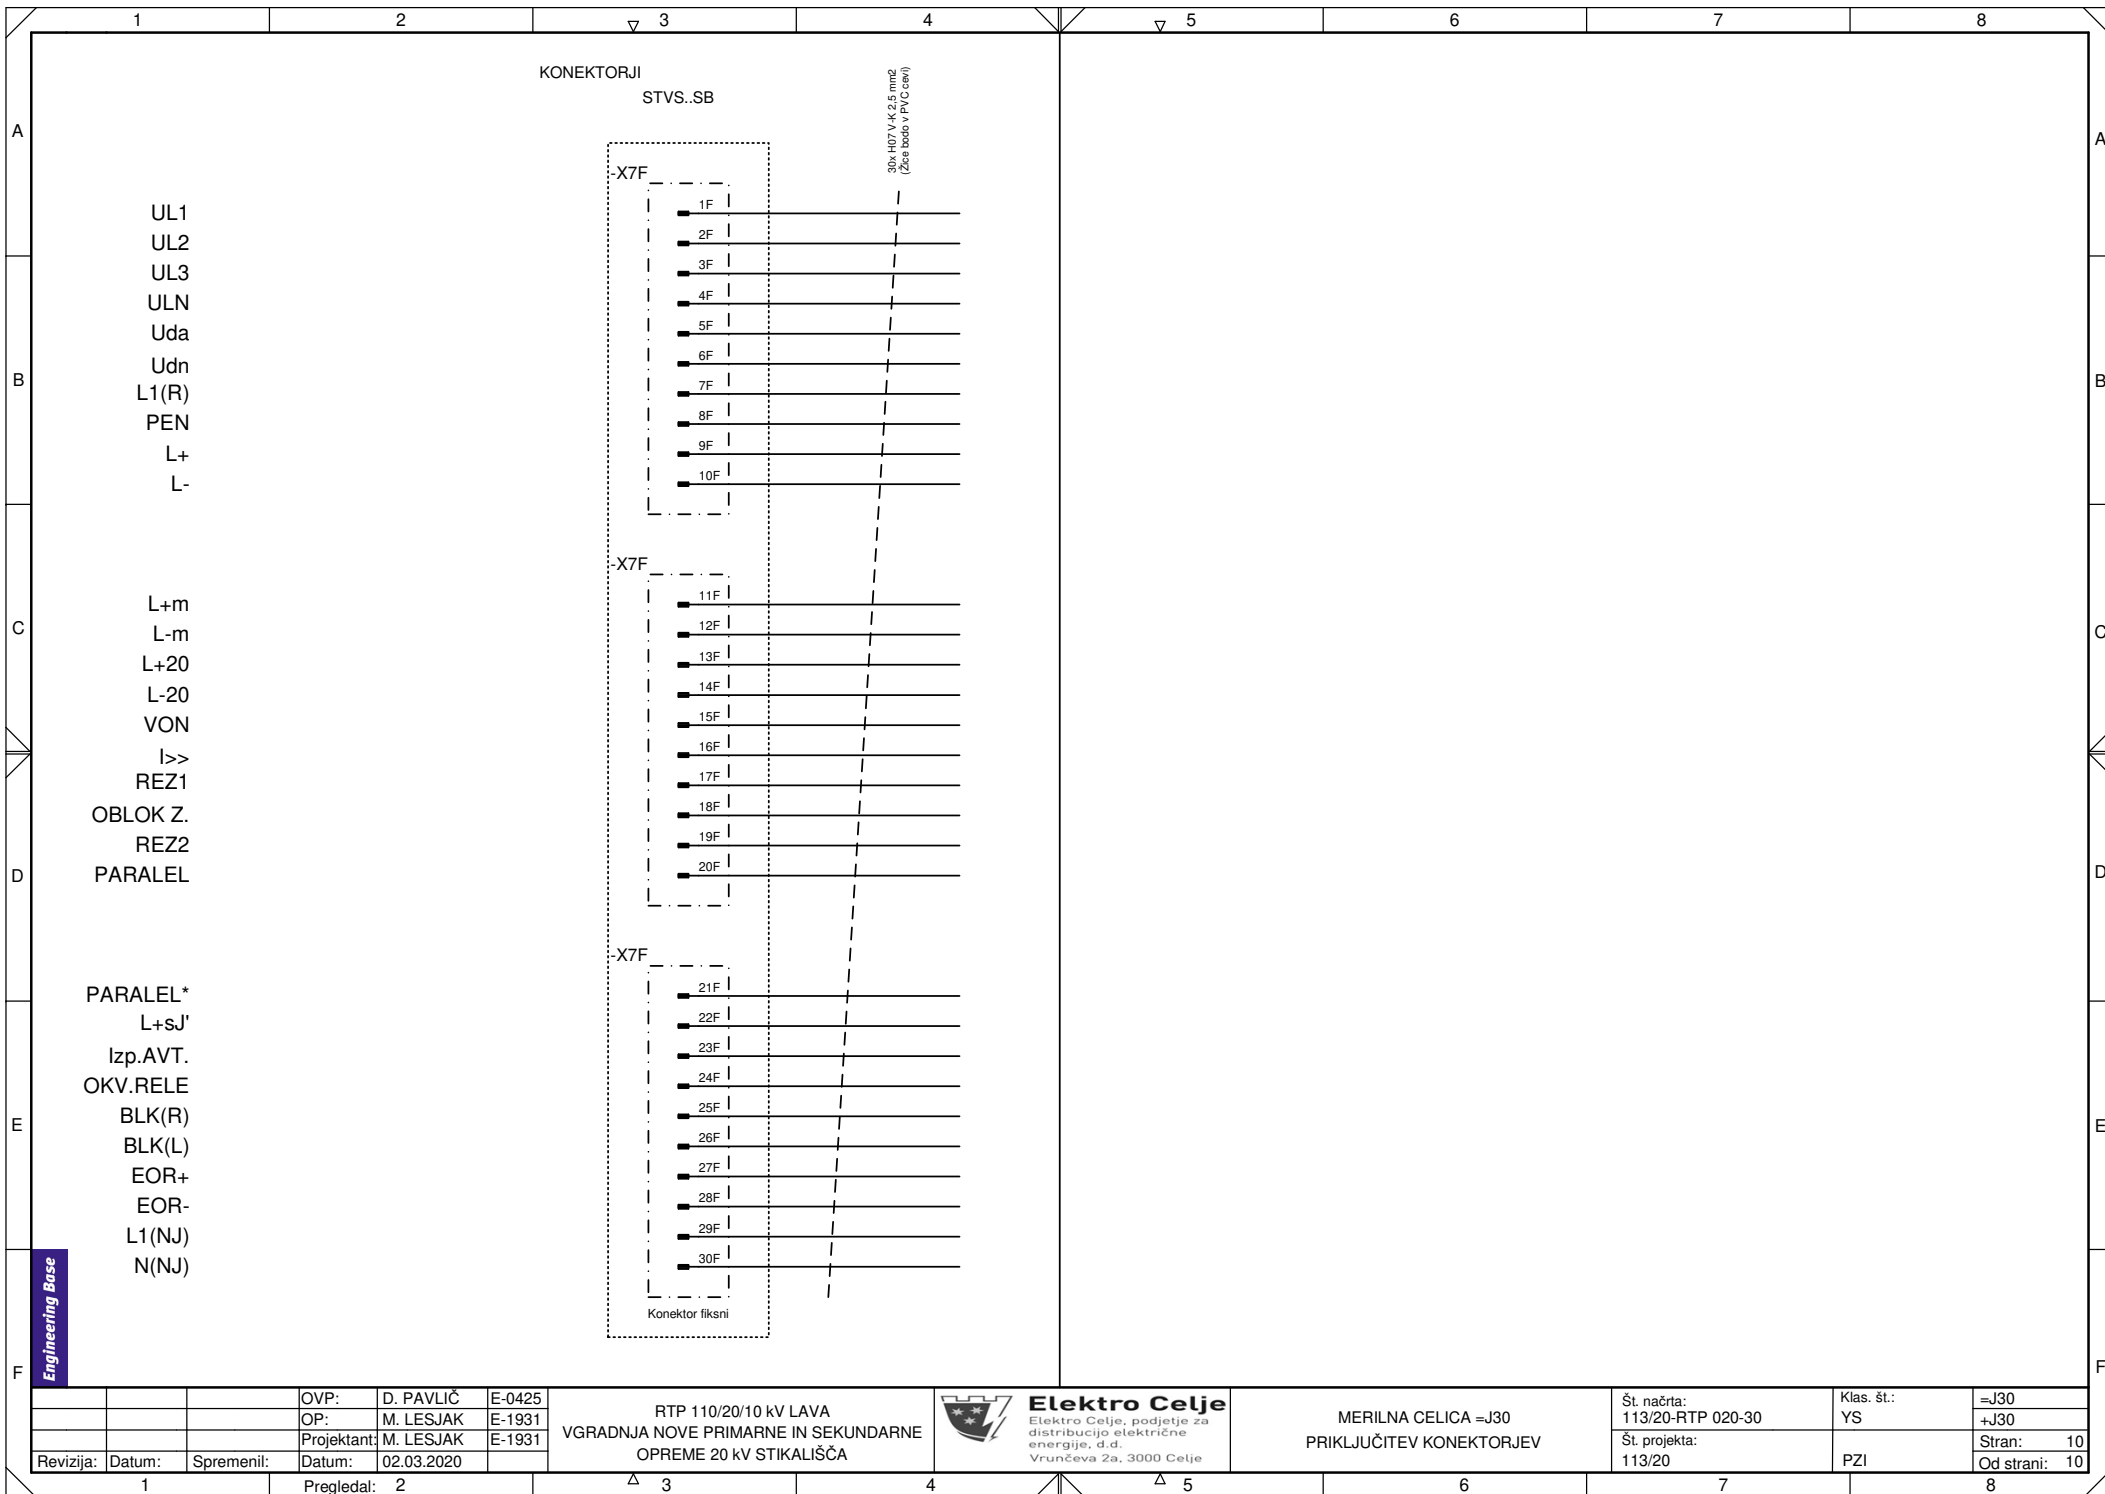 1 2 3 4 5 6 7 8
KONEKTORJI
STVS..SB
30x H07 V-K 2,5 mm2
(Žice bodo v PVC cevi)
A A
-X7F
UL1 1F
UL2 2F
UL3 3F
ULN 4F
Uda 5F
Udn 6F
B B
L1(R) 7F
PEN 8F
L+ 9F
L- 10F
-X7F
L+m 11F
C C
L-m 12F
L+20 13F
L-20 14F
VON 15F
I>> 16F
REZ1 17F
OBLOK Z. 18F
REZ2 19F
D D
PARALEL 20F
-X7F
PARALEL* 21F
L+sJ' 22F
Izp.AVT. 23F
OKV.RELE 24F
BLK(R) 25F
E E
BLK(L) 26F
EOR+ 27F
EOR- 28F
L1(NJ) 29F
N(NJ) 30F
Konektor fiksni
Engineering Base
F F
OVP: D. PAVLIČ E-0425
OP: M. LESJAK E-1931
Projektant: M. LESJAK E-1931
Revizija: Datum: Spremenil: Datum: 02.03.2020
Pregledal:
RTP 110/20/10 kV LAVA
VGRADNJA NOVE PRIMARNE IN SEKUNDARNE
OPREME 20 kV STIKALIŠČA
Elektro Celje
Elektro Celje, podjetje za
distribucijo električne
energije, d.d.
Vrunčeva 2a, 3000 Celje
MERILNA CELICA =J30
PRIKLJUČITEV KONEKTORJEV
Št. načrta:
113/20-RTP 020-30
Št. projekta:
113/20
Klas. št.:
YS
PZI
=J30
+J30
Stran: 10
Od strani: 10
1 2 3 4 5 6 7 8